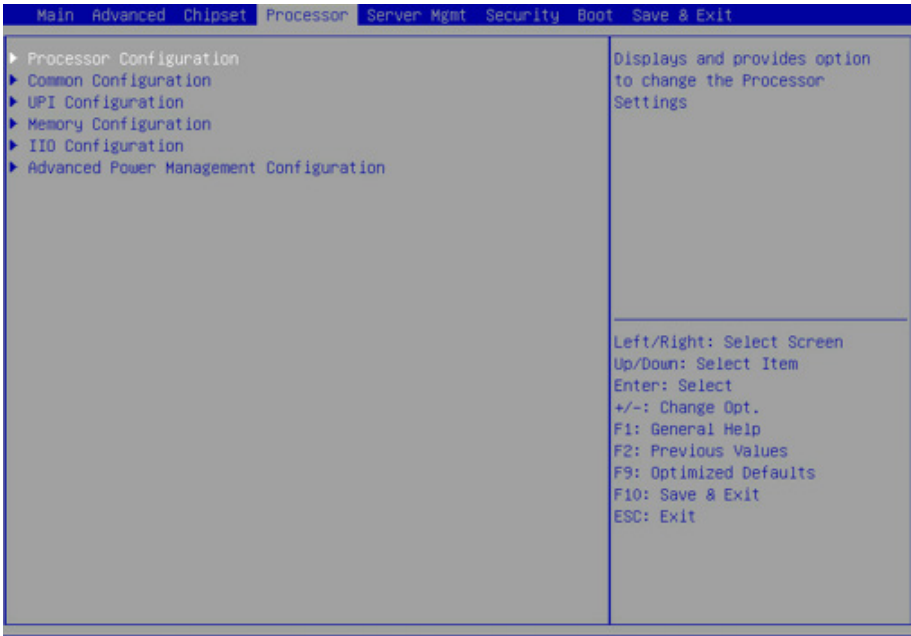 Main Advanced Chipset Processor Server Mgmt Security Boot Save & Exit
Processor Configuration
Common Configuration
UPI Configuration
Memory Configuration
IIO Configuration
Advanced Power Management Configuration
Displays and provides option
to change the Processor
Settings
Left/Right: Select Screen
Up/Down: Select Item
Enter: Select
+/-: Change Opt.
F1: General Help
F2: Previous Values
F9: Optimized Defaults
F10: Save & Exit
ESC: Exit